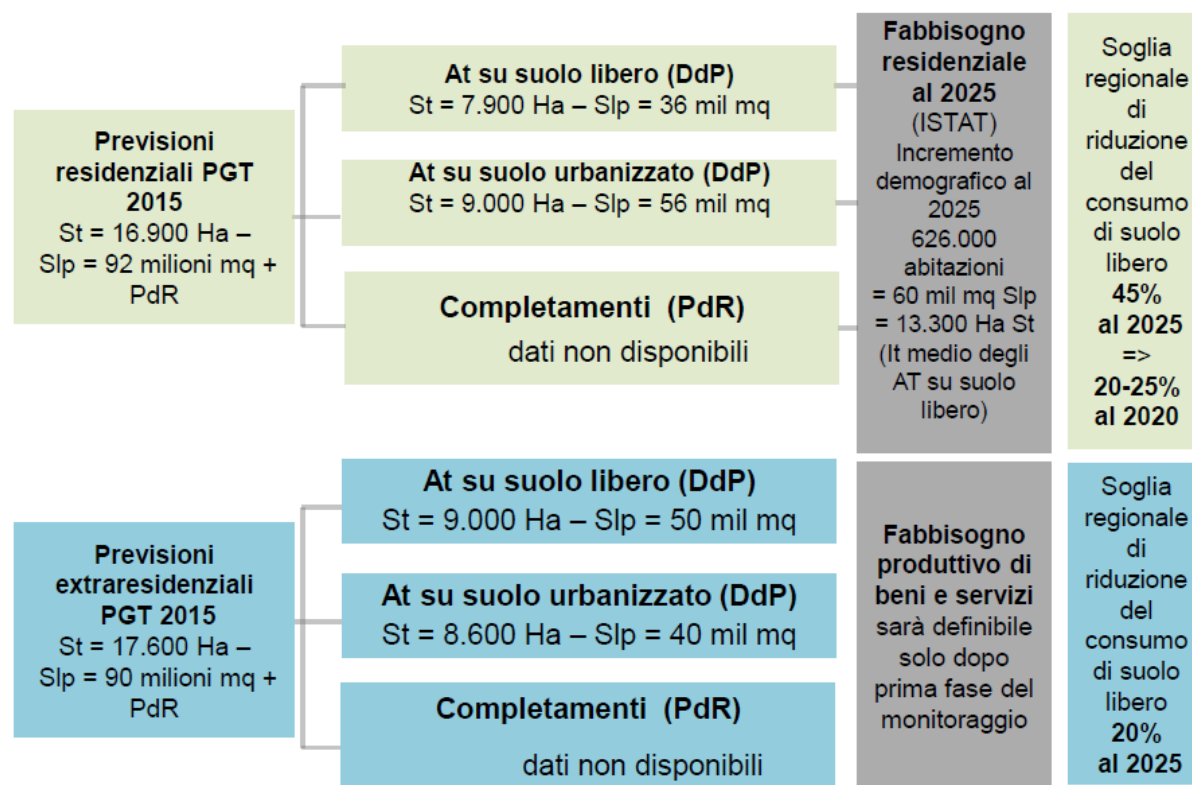 Previsioni
residenziali PGT
2015
St = 16.900 Ha –
Slp = 92 milioni mq +
PdR
At su suolo libero (DdP)
St = 7.900 Ha – Slp = 36 mil mq
At su suolo urbanizzato (DdP)
St = 9.000 Ha – Slp = 56 mil mq
Completamenti (PdR)
dati non disponibili
Fabbisogno
residenziale
al 2025
(ISTAT)
Incremento
demografico al
2025
626.000
abitazioni
= 60 mil mq Slp
= 13.300 Ha St
(It medio degli
AT su suolo
libero)
Soglia
regionale
di
riduzione
del
consumo
di suolo
libero
45%
al 2025
=>
20-25%
al 2020
Previsioni
extraresidenziali
PGT 2015
St = 17.600 Ha –
Slp = 90 milioni mq +
PdR
At su suolo libero (DdP)
St = 9.000 Ha – Slp = 50 mil mq
At su suolo urbanizzato (DdP)
St = 8.600 Ha – Slp = 40 mil mq
Completamenti (PdR)
dati non disponibili
Fabbisogno
produttivo di
beni e servizi
sarà definibile
solo dopo
prima fase del
monitoraggio
Soglia
regionale
di
riduzione
del
consumo
di suolo
libero
20%
al 2025